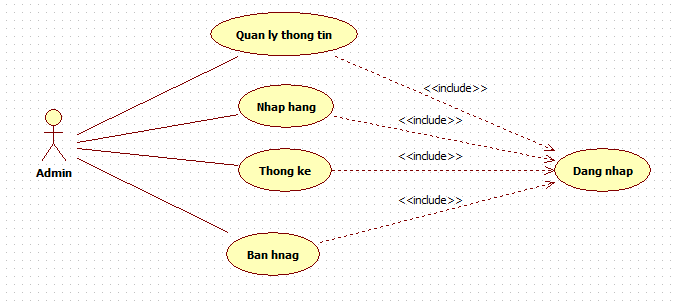 Quan ly thong tin
<<include>>
Nhap hang
<<include>>
<<include>>
Admin
Thong ke
Dang nhap
<<include>>
Ban hnag